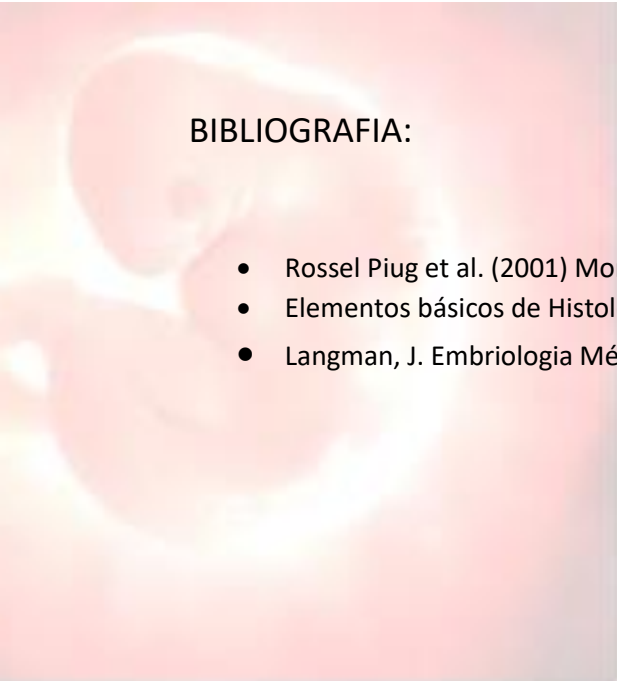 BIBLIOGRAFIA:
• Rossel Piug et al. (2001) Mo
• Elementos básicos de Histol
• Langman, J. Embriologia Mé